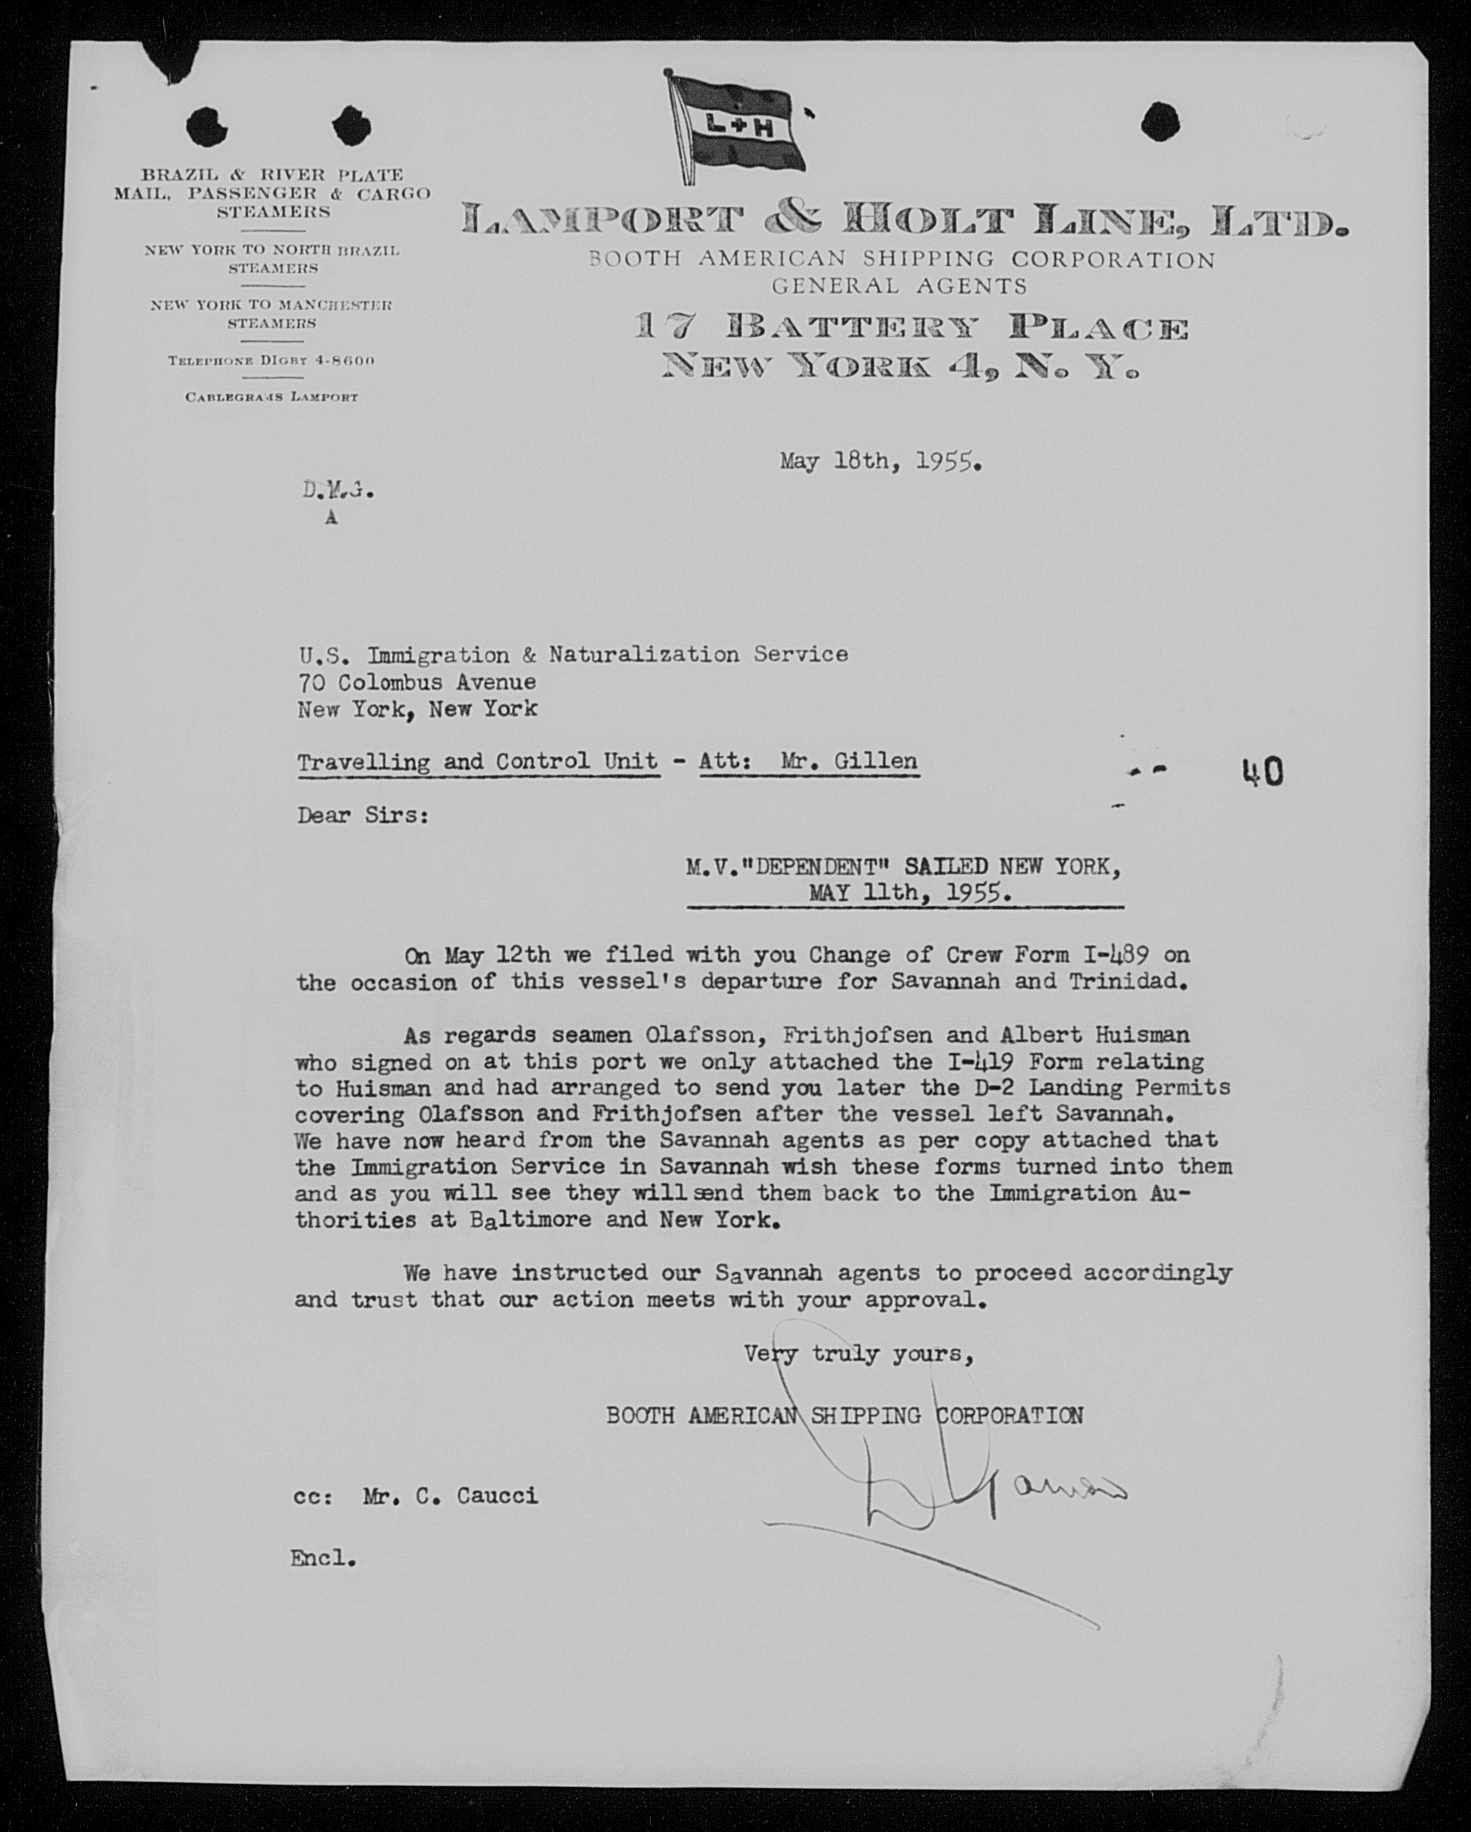 L+H
BRAZIL & RIVER PLATE
MAIL, PASSENGER & CARGO
STEAMERS
NEW YORK TO NORTH BRAZIL
STEAMERS
NEW YORK TO MANCHESTER
STEAMERS
TELEPHONE DIGBY 4-8600
CABLEGRAMS LAMPORT
LAMPORT & HOLT LINE, LTD.
BOOTH AMERICAN SHIPPING CORPORATION
GENERAL AGENTS
17 BATTERY PLACE
NEW YORK 4, N. Y.
May 18th, 1955.
D.M.G.
A
U.S. Immigration & Naturalization Service
70 Colombus Avenue
New York, New York
Travelling and Control Unit - Att: Mr. Gillen
40
Dear Sirs:
M.V."DEPENDENT" SAILED NEW YORK,
MAY 11th, 1955.
On May 12th we filed with you Change of Crew Form I-489 on
the occasion of this vessel's departure for Savannah and Trinidad.
As regards seamen Olafsson, Frithjofsen and Albert Huisman
who signed on at this port we only attached the I-419 Form relating
to Huisman and had arranged to send you later the D-2 Landing Permits
covering Olafsson and Frithjofsen after the vessel left Savannah.
We have now heard from the Savannah agents as per copy attached that
the Immigration Service in Savannah wish these forms turned into them
and as you will see they will send them back to the Immigration Au-
thorities at Baltimore and New York.
We have instructed our Savannah agents to proceed accordingly
and trust that our action meets with your approval.
Very truly yours,
BOOTH AMERICAN SHIPPING CORPORATION
cc: Mr. C. Caucci
Encl.